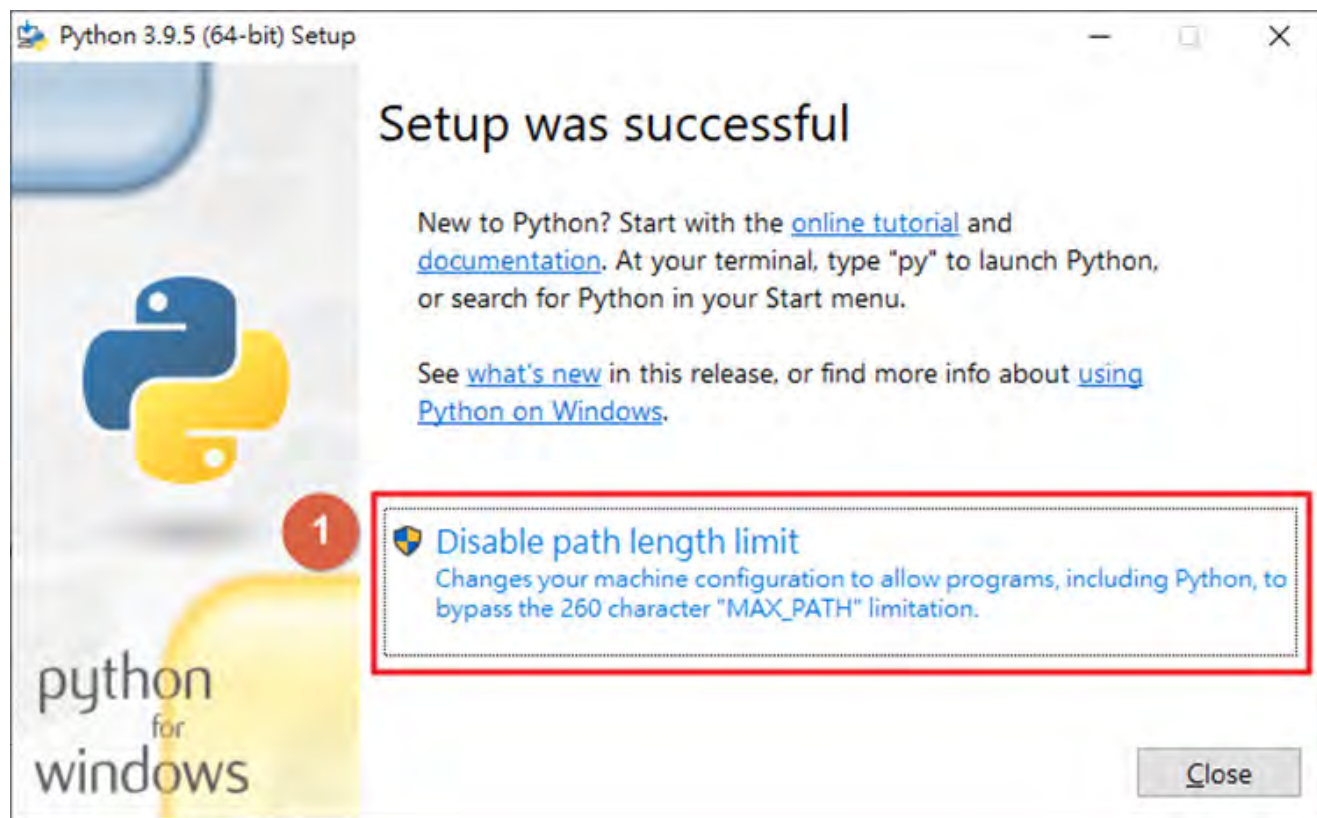 Python 3.9.5 (64-bit) Setup
Setup was successful
New to Python? Start with the online tutorial and
documentation. At your terminal, type "py" to launch Python,
or search for Python in your Start menu.
See what's new in this release, or find more info about using
Python on Windows.
1
Disable path length limit
Changes your machine configuration to allow programs, including Python, to
bypass the 260 character "MAX_PATH" limitation.
python
for
windows
Close